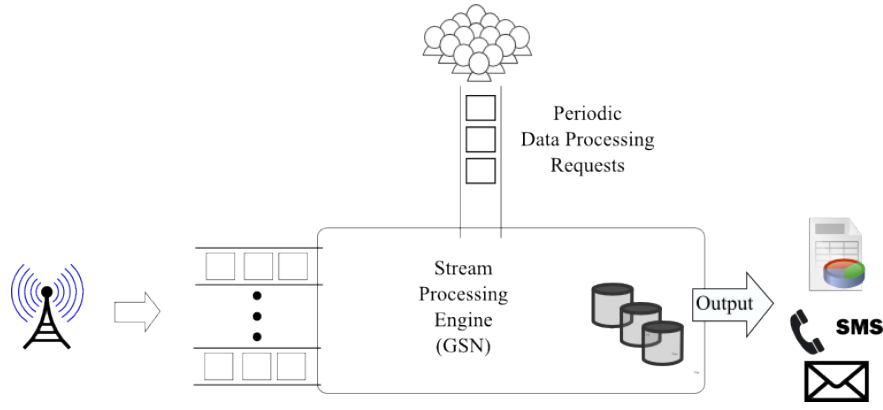 Periodic
Data Processing
Requests
Stream
Processing
Engine
(GSN)
Output
SMS